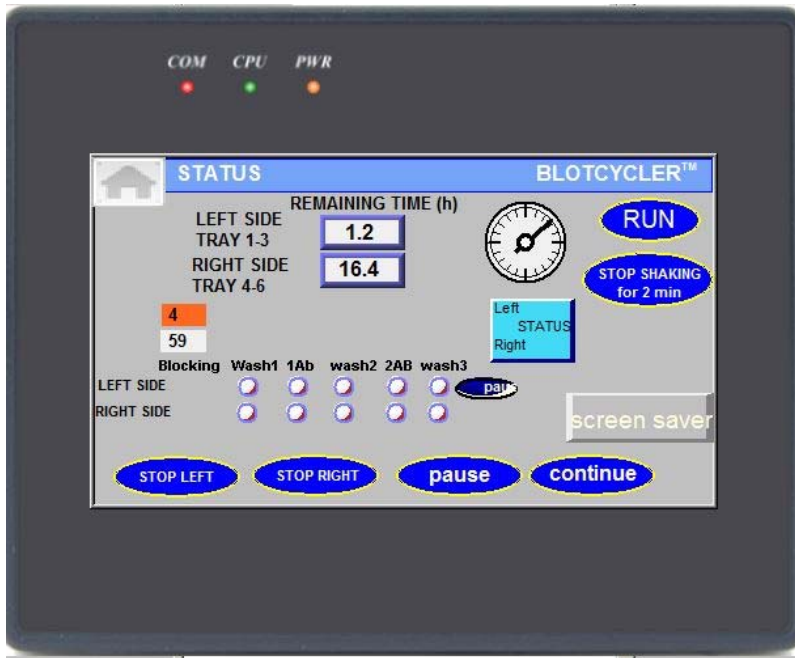 COM CPU PWR
STATUS BLOTCYCLER™
REMAINING TIME (h)
LEFT SIDE
TRAY 1-3
1.2
RIGHT SIDE
TRAY 4-6
16.4
RUN
STOP SHAKING
for 2 min
4
59
Left
STATUS
Right
Blocking Wash1 1Ab wash2 2AB wash3
LEFT SIDE
pau
RIGHT SIDE
screen saver
STOP LEFT STOP RIGHT pause continue